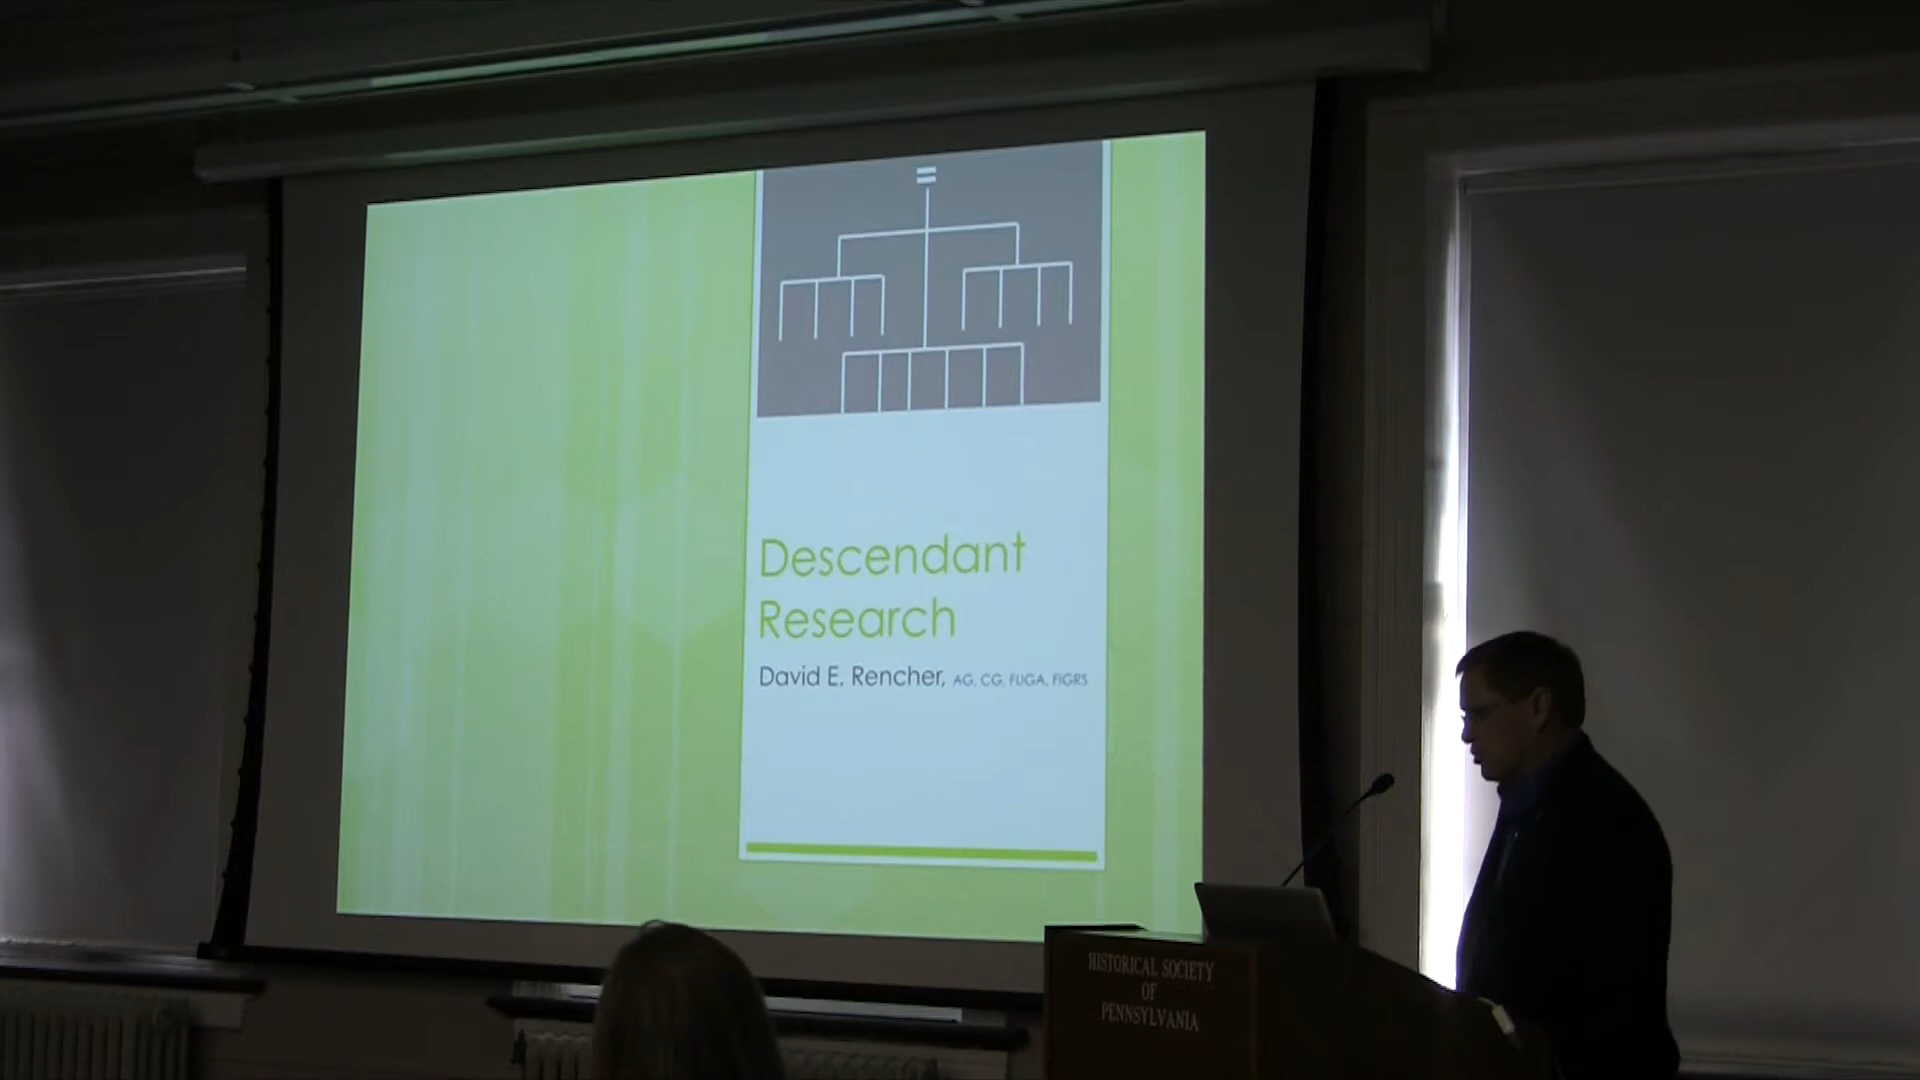 Descendant
Research
David E. Rencher, AG, CG, FUGA, FIGRS
HISTORICAL SOCIETY
OF
PENNSYLVANIA